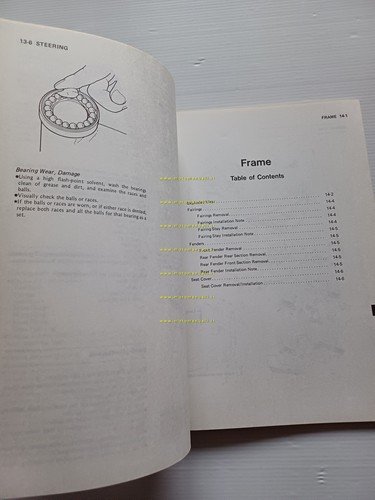 13-6 STEERING
Bearing Wear, Damage
●Using a high flash-point solvent, wash the bearings
clean of grease and dirt, and examine the races and
balls.
●Visually check the balls or races.
●If the balls or races are worn, or if either race is dented,
replace both races and all the balls for that bearing as a
set.
FRAME 14-1
Frame
Table of Contents
14-2
Fairings 14-4
Fairings Removal 14-4
Fairings Installation Note 14-4
Fairing Stay Removal 14-4
Fairing Stay Installation Note 14-5
Fenders 14-5
Front Fender Removal 14-5
Rear Fender Rear Section Removal 14-5
Rear Fender Front Section Removal 14-5
Rear Fender Installation Note 14-6
Seat Cover 14-6
Seat Cover Removal/Installation 14-6